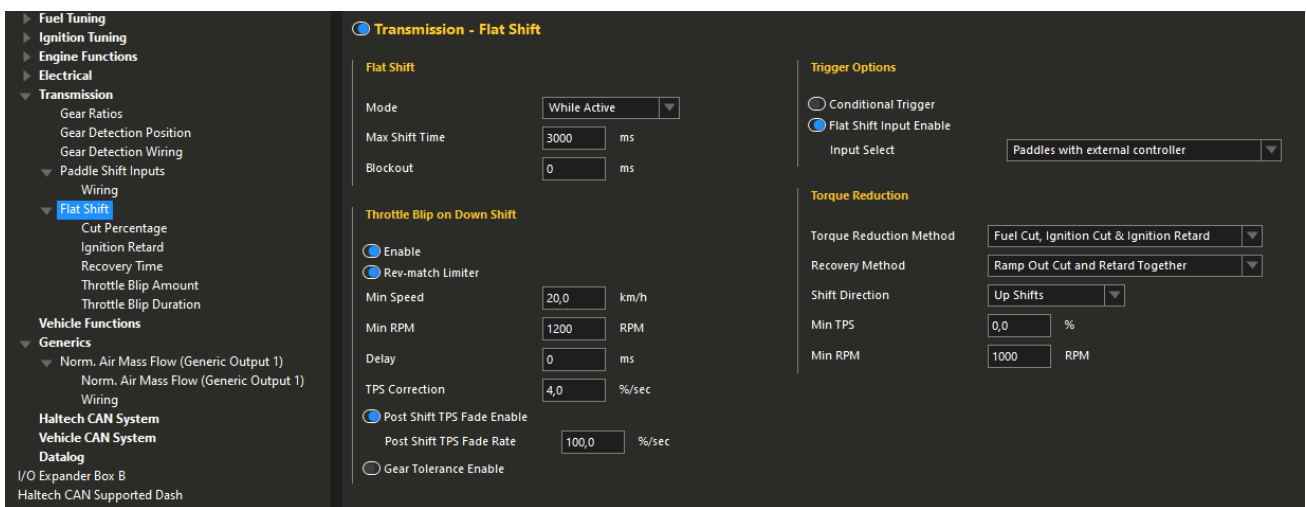 Fuel Tuning
Ignition Tuning
Engine Functions
Electrical
Transmission
Gear Ratios
Gear Detection Position
Gear Detection Wiring
Paddle Shift Inputs
Wiring
Flat Shift
Cut Percentage
Ignition Retard
Recovery Time
Throttle Blip Amount
Throttle Blip Duration
Vehicle Functions
Generics
Norm. Air Mass Flow (Generic Output 1)
Norm. Air Mass Flow (Generic Output 1)
Wiring
Haltech CAN System
Vehicle CAN System
Datalog
I/O Expander Box B
Haltech CAN Supported Dash
Transmission - Flat Shift
Flat Shift
Mode While Active
Max Shift Time 3000 ms
Blockout 0 ms
Throttle Blip on Down Shift
Enable
Rev-match Limiter
Min Speed 20,0 km/h
Min RPM 1200 RPM
Delay 0 ms
TPS Correction 4,0 %/sec
Post Shift TPS Fade Enable
Post Shift TPS Fade Rate 100,0 %/sec
Gear Tolerance Enable
Trigger Options
Conditional Trigger
Flat Shift Input Enable
Input Select Paddles with external controller
Torque Reduction
Torque Reduction Method Fuel Cut, Ignition Cut & Ignition Retard
Recovery Method Ramp Out Cut and Retard Together
Shift Direction Up Shifts
Min TPS 0,0 %
Min RPM 1000 RPM